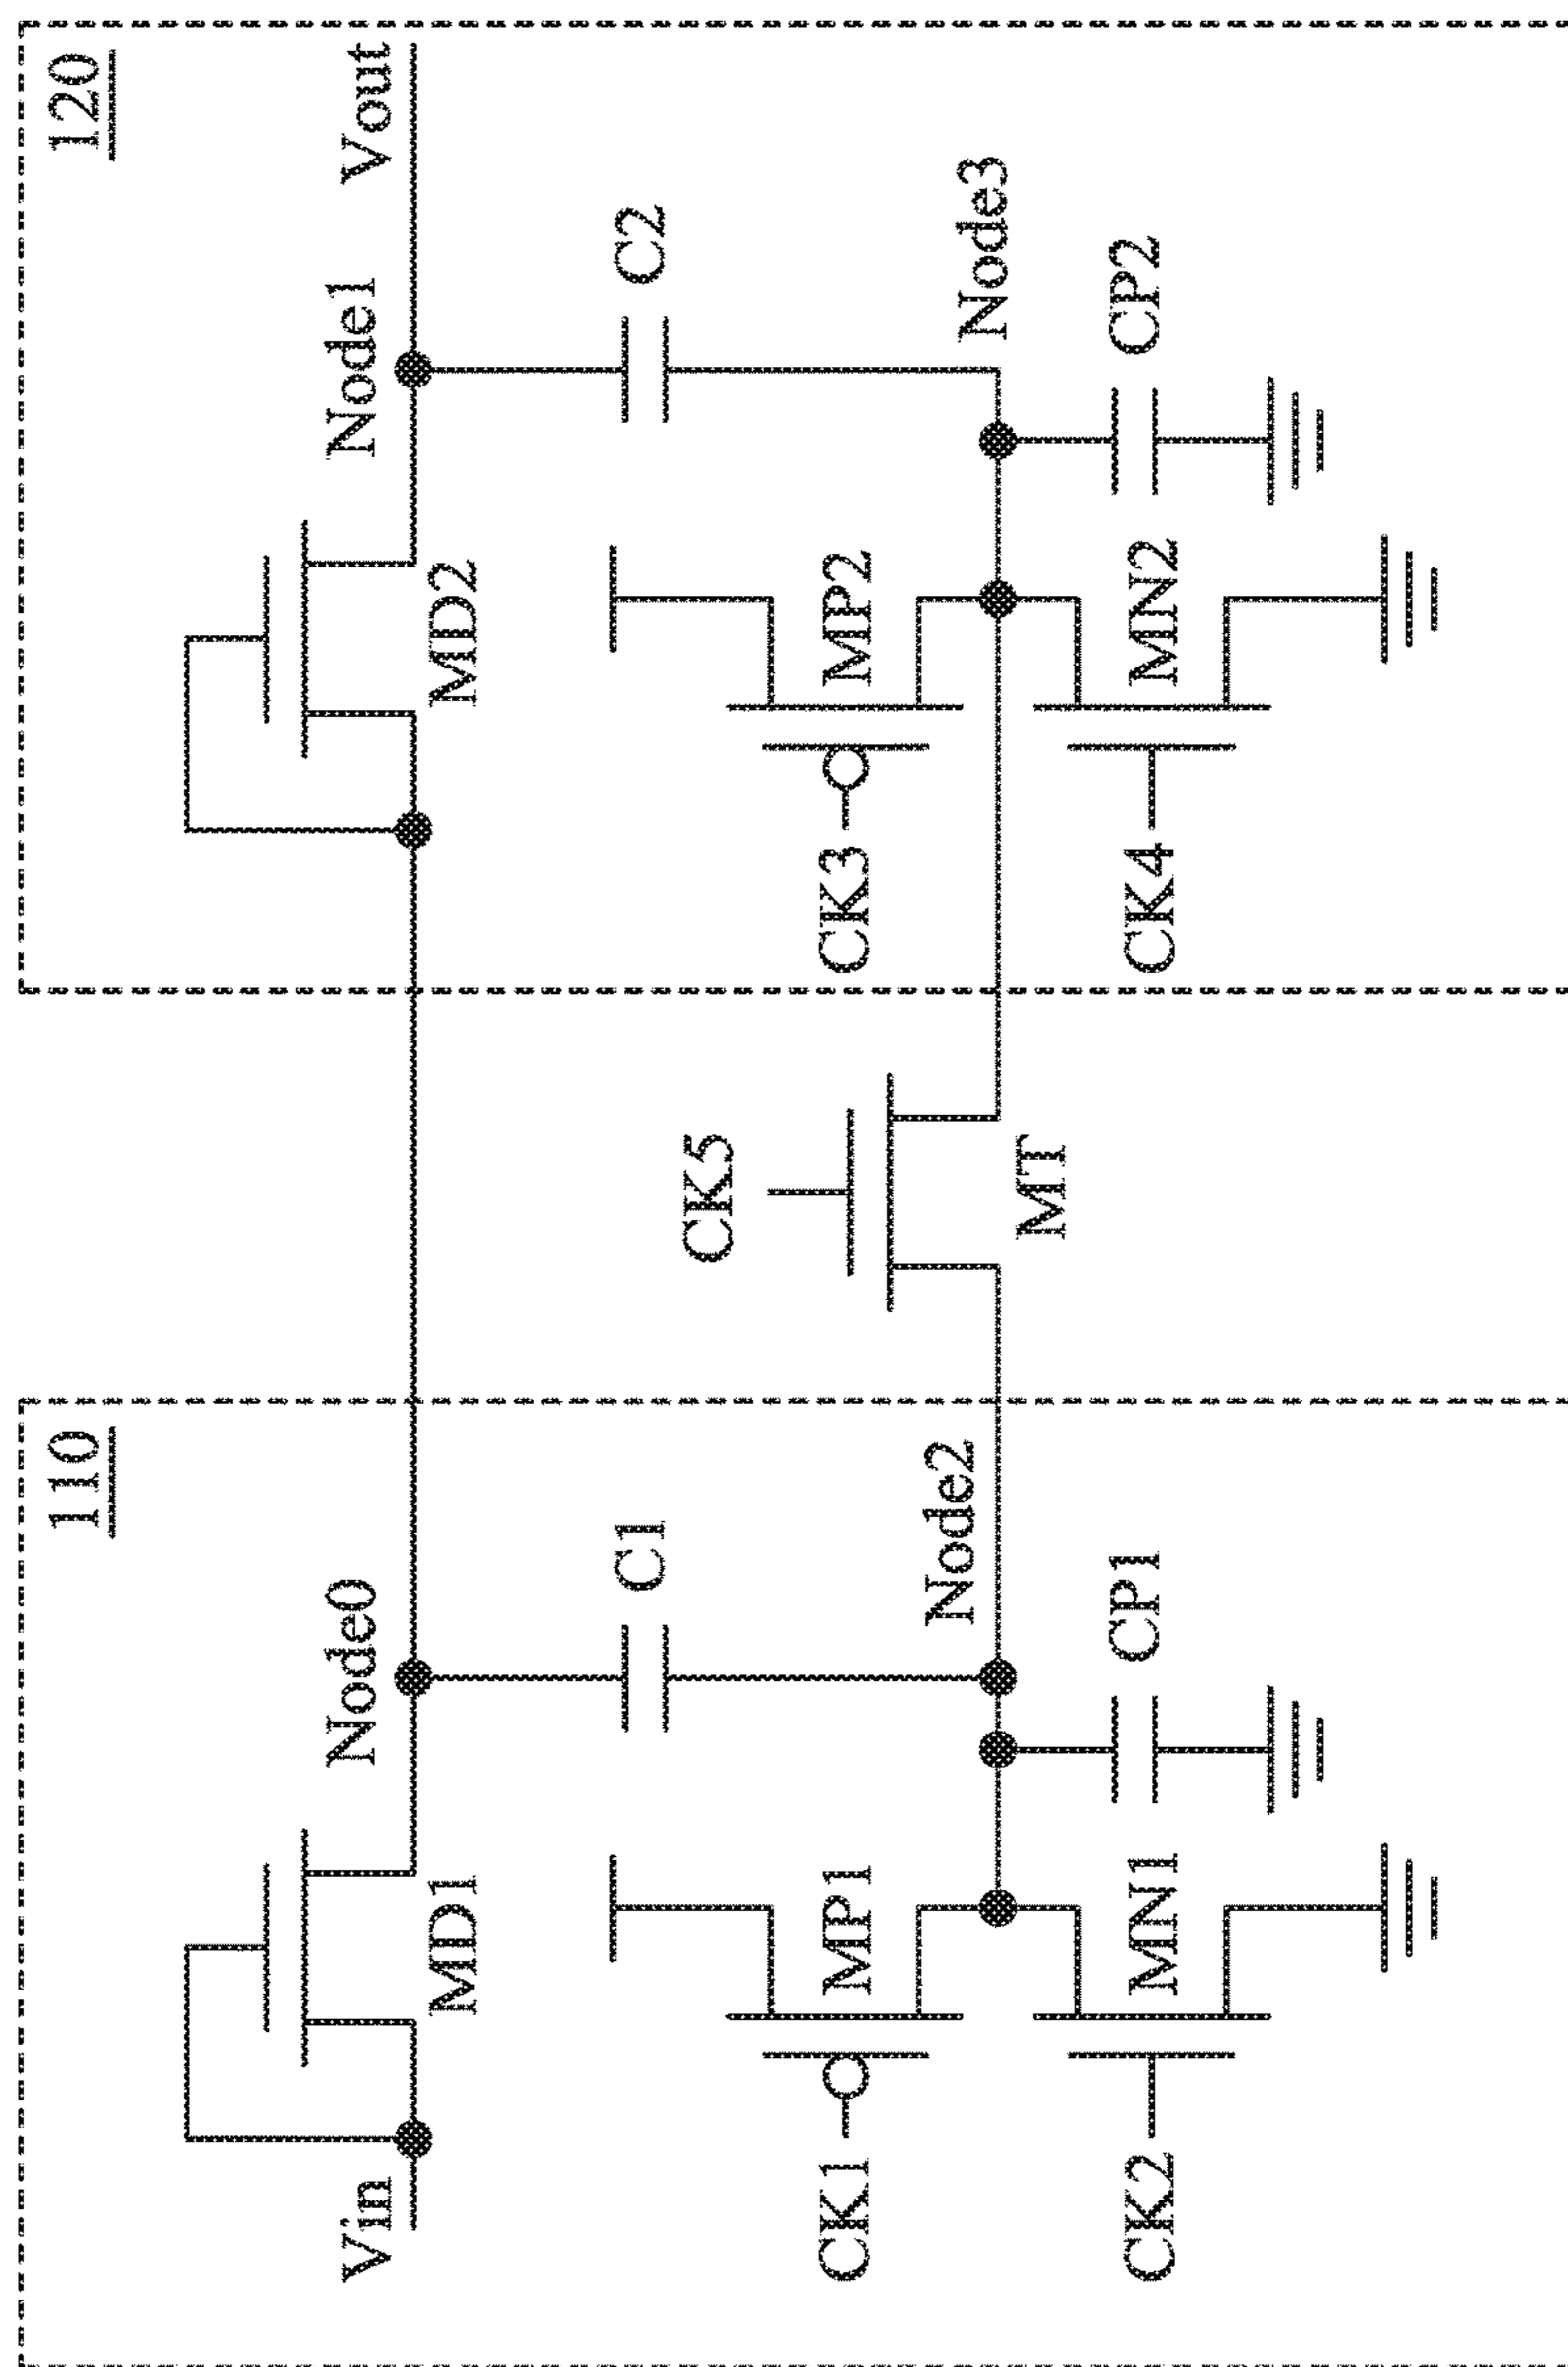 110
120
Vin
Node0
Node1
Vout
MD1
MD2
C1
C2
CK5
CK1
MP1
CK3
MP2
Node2
Node3
MT
CK2
MN1
CP1
CK4
MN2
CP2